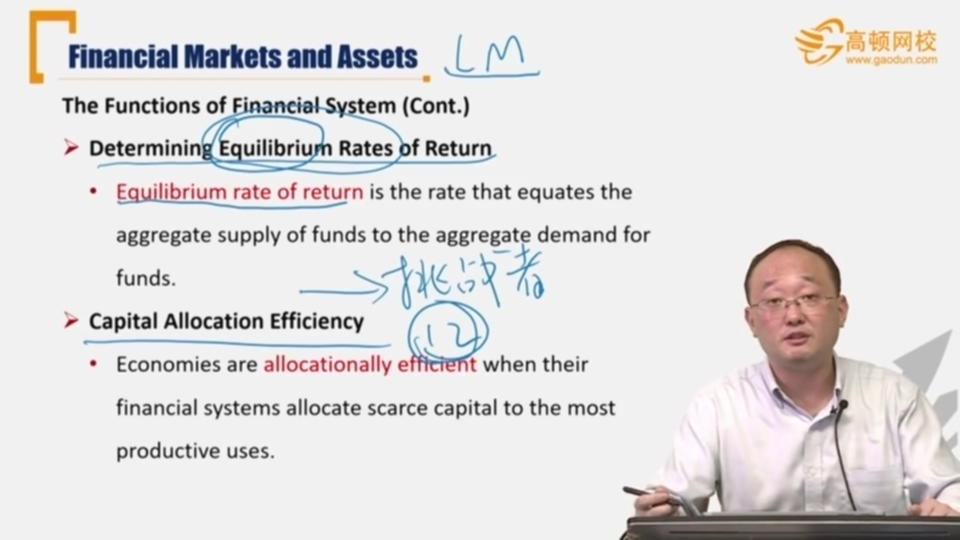 Financial Markets and Assets LM
高顿网校
www.gaodun.com
The Functions of Financial System (Cont.)
➤ Determining Equilibrium Rates of Return
• Equilibrium rate of return is the rate that equates the
aggregate supply of funds to the aggregate demand for
funds.
挑战者
➤ Capital Allocation Efficiency
12
• Economies are allocationally efficient when their
financial systems allocate scarce capital to the most
productive uses.